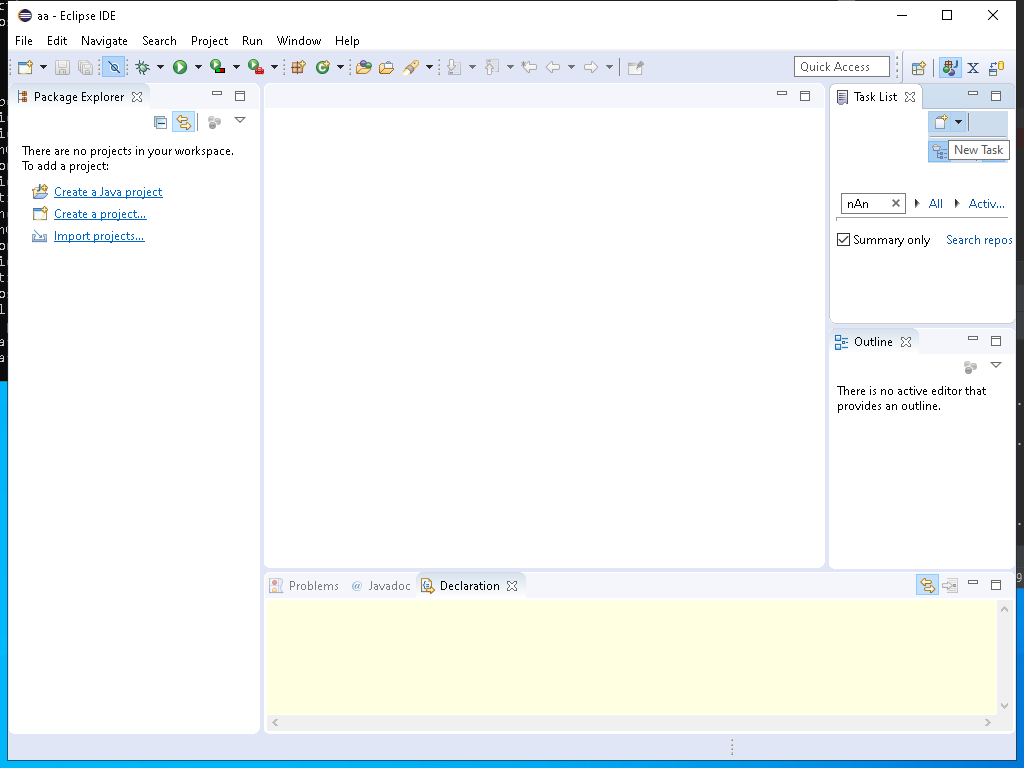 aa - Eclipse IDE
File Edit Navigate Search Project Run Window Help
Quick Access
Package Explorer
There are no projects in your workspace.
To add a project:
Create a Java project
Create a project...
Import projects...
Task List
New Task
nAn All Activ...
Summary only Search repos
Outline
There is no active editor that
provides an outline.
Problems @ Javadoc Declaration